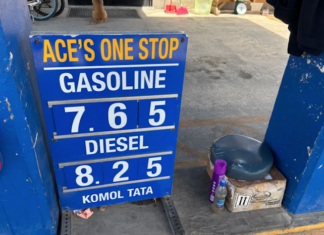 ACE'S ONE STOP
GASOLINE
7.65
DIESEL
8.25
KOMOL TATA